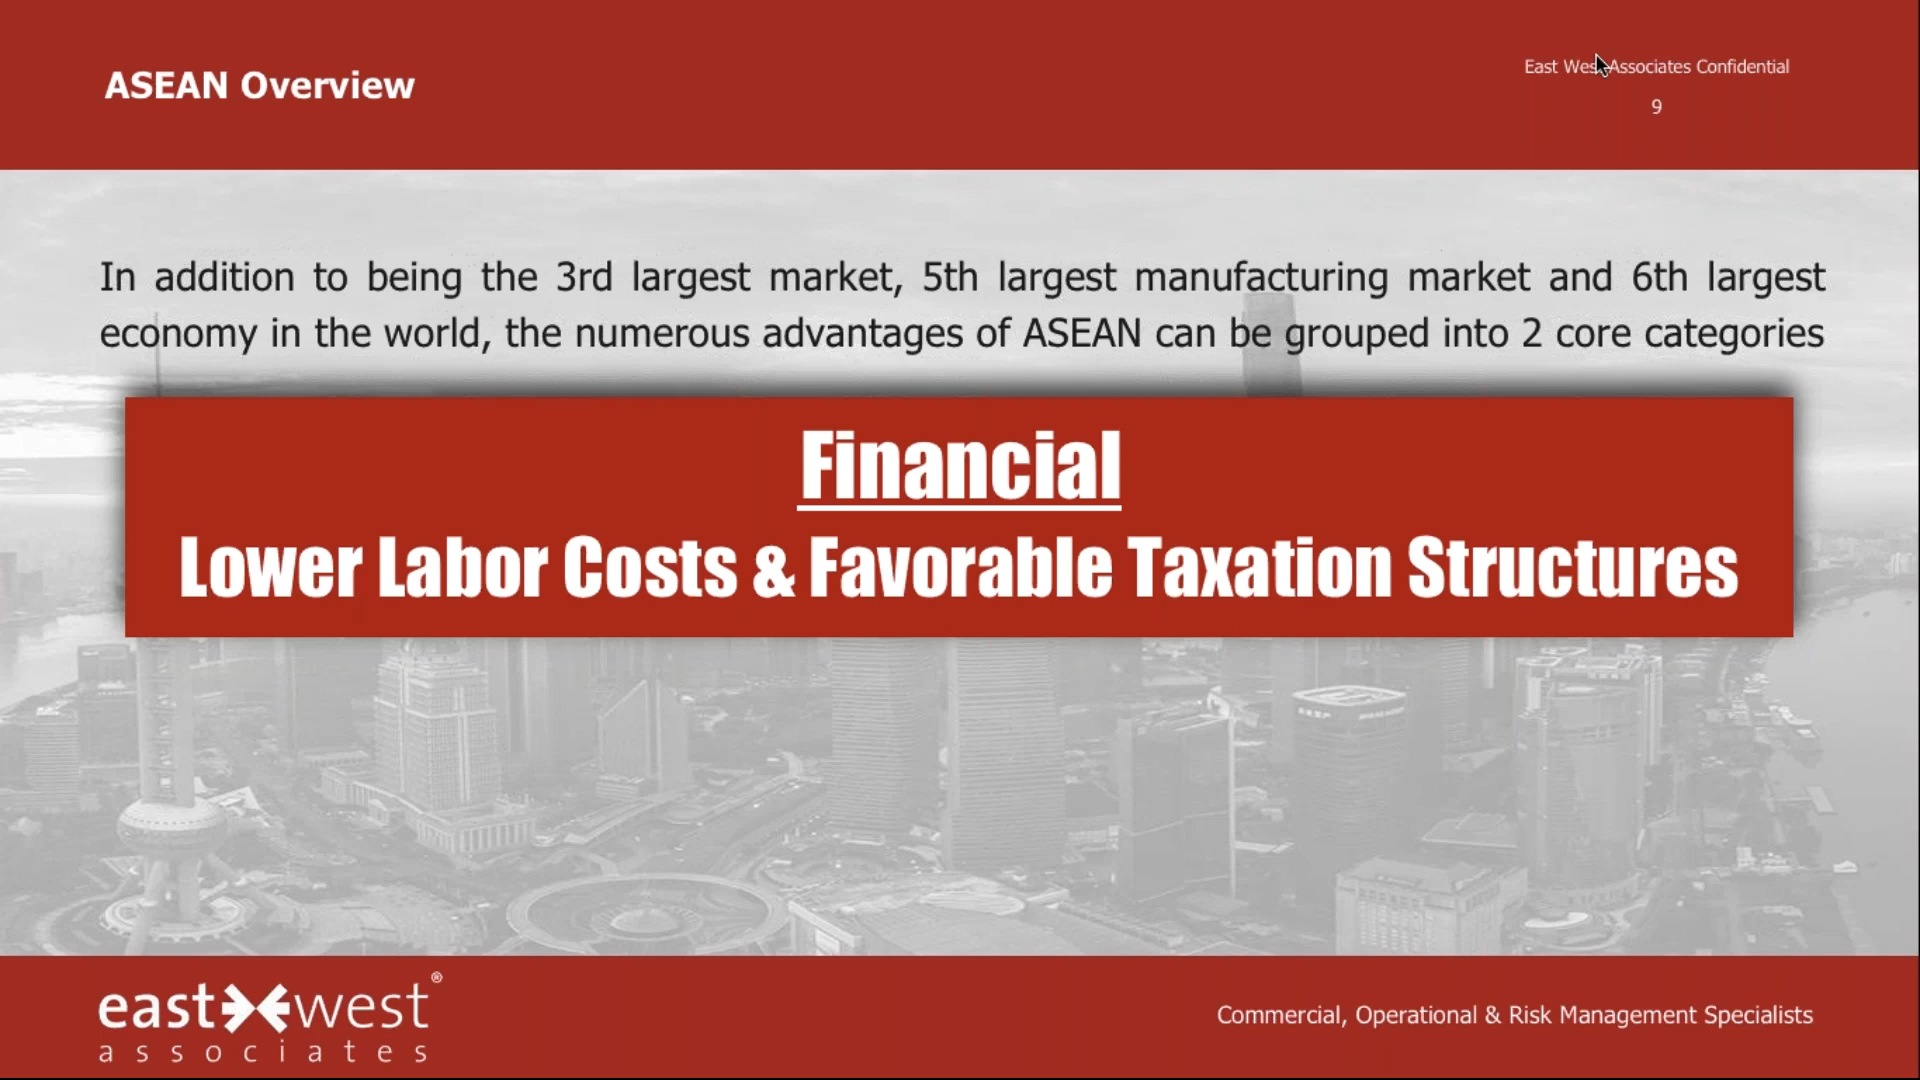 ASEAN Overview
East West Associates Confidential
9
In addition to being the 3rd largest market, 5th largest manufacturing market and 6th largest
economy in the world, the numerous advantages of ASEAN can be grouped into 2 core categories
Financial
Lower Labor Costs & Favorable Taxation Structures
east west®
associates
Commercial, Operational & Risk Management Specialists